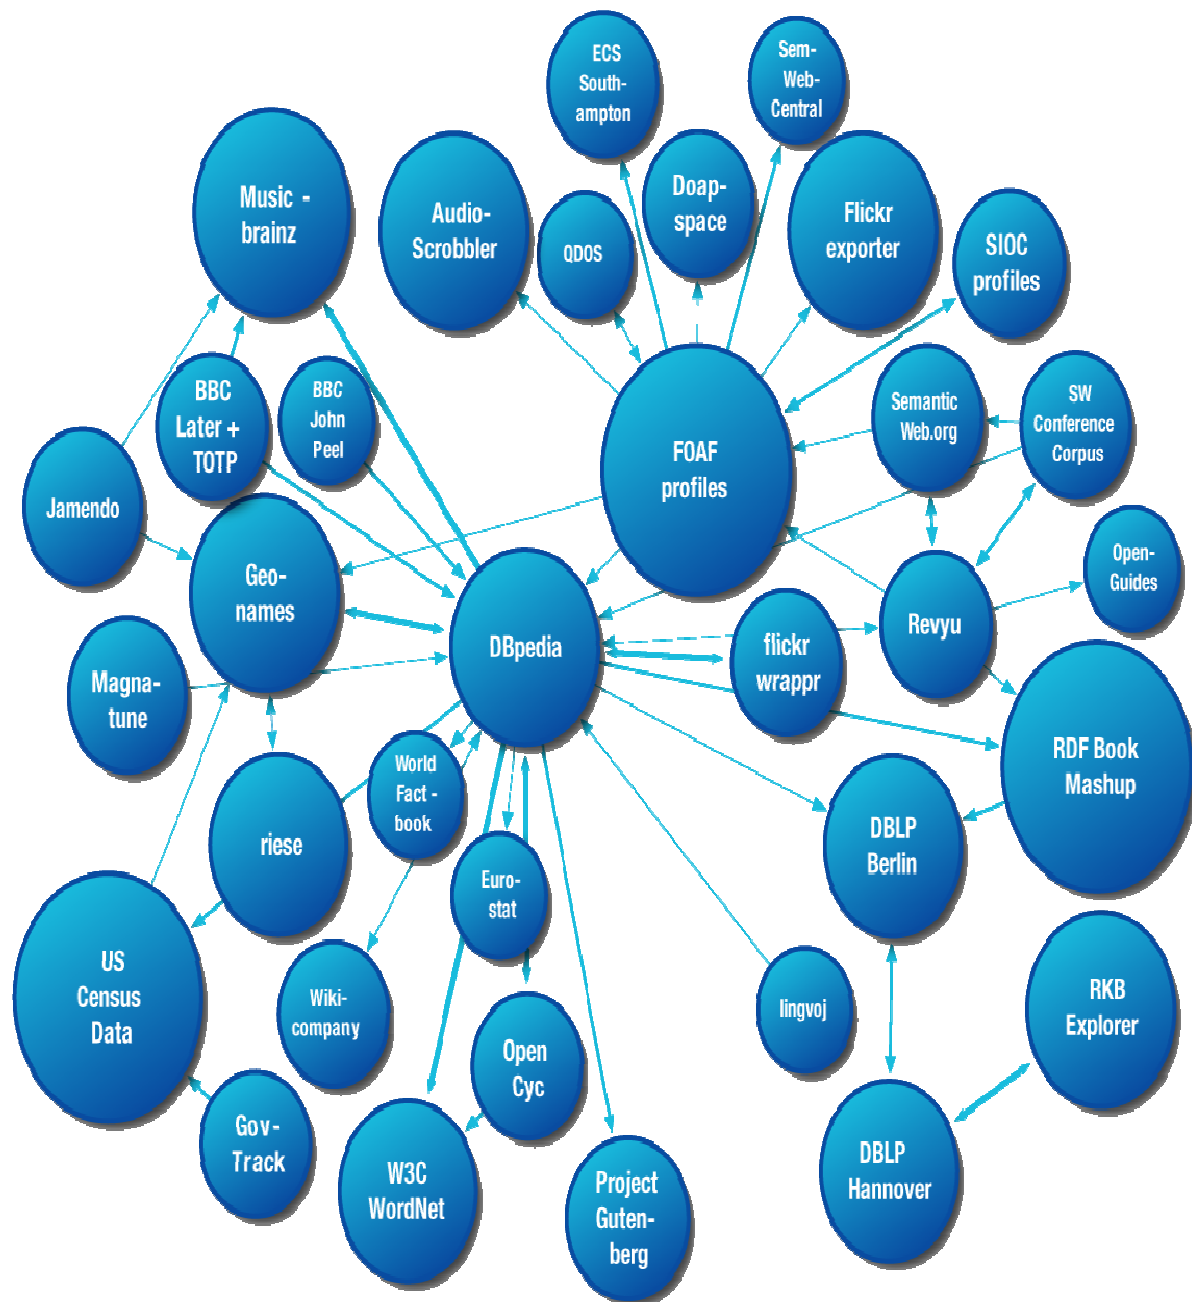 ECS
South-
ampton
Sem-
Web-
Central
Music -
brainz
Audio-
Scrobbler
QDOS
Doap-
space
Flickr
exporter
SIOC
profiles
BBC
Later +
TOTP
BBC
John
Peel
FOAF
profiles
Semantic
Web.org
SW
Conference
Corpus
Jamendo
Geo-
names
DBpedia
flickr
wrappr
Revyu
Open-
Guides
Magna-
tune
World
Fact -
book
RDF Book
Mashup
riese
Euro-
stat
DBLP
Berlin
US
Census
Data
Wiki-
company
Open
Cyc
lingvoj
RKB
Explorer
Gov-
Track
W3C
WordNet
Project
Guten-
berg
DBLP
Hannover